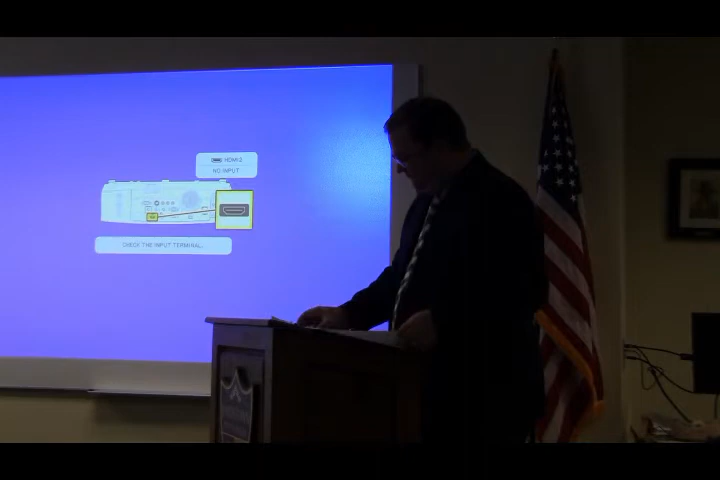 HDMI2
NO INPUT
CHECK THE INPUT TERMINAL.